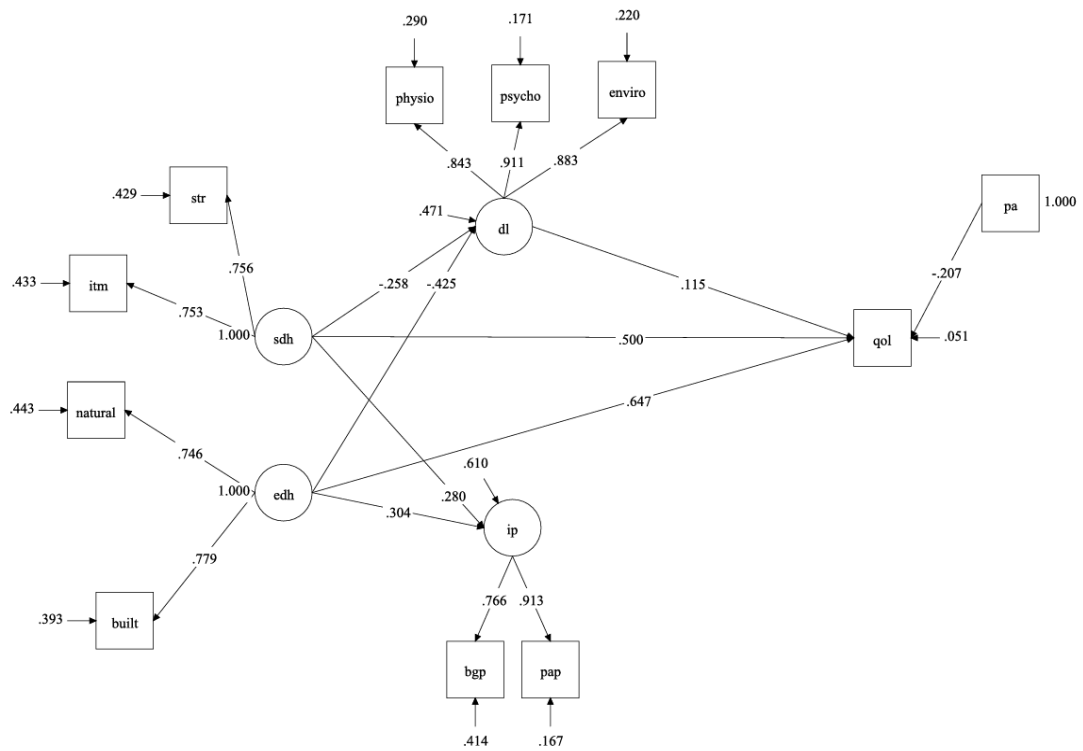 .290
.171
.220
physio
psycho
enviro
.843
.911
.883
.429
str
.471
dl
pa
1.000
.756
-.258
-.425
.115
-.207
.433
itm
.753
1.000
sdh
.500
qol
.051
.443
natural
.647
.746
.610
1.000
edh
.280
.304
ip
.779
.766
.913
.393
built
bgp
pap
.414
.167